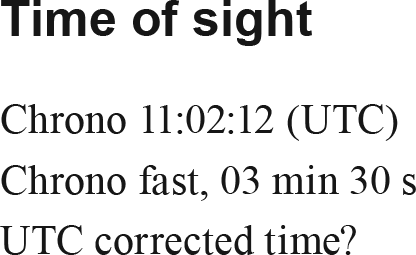 Time of sight
Chrono 11:02:12 (UTC)
Chrono fast, 03 min 30 s
UTC corrected time?